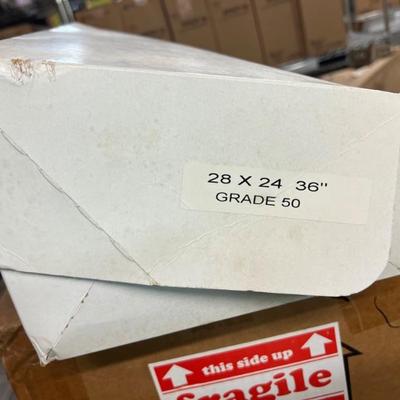 28 X 24 36"
GRADE 50
this side up
fragile